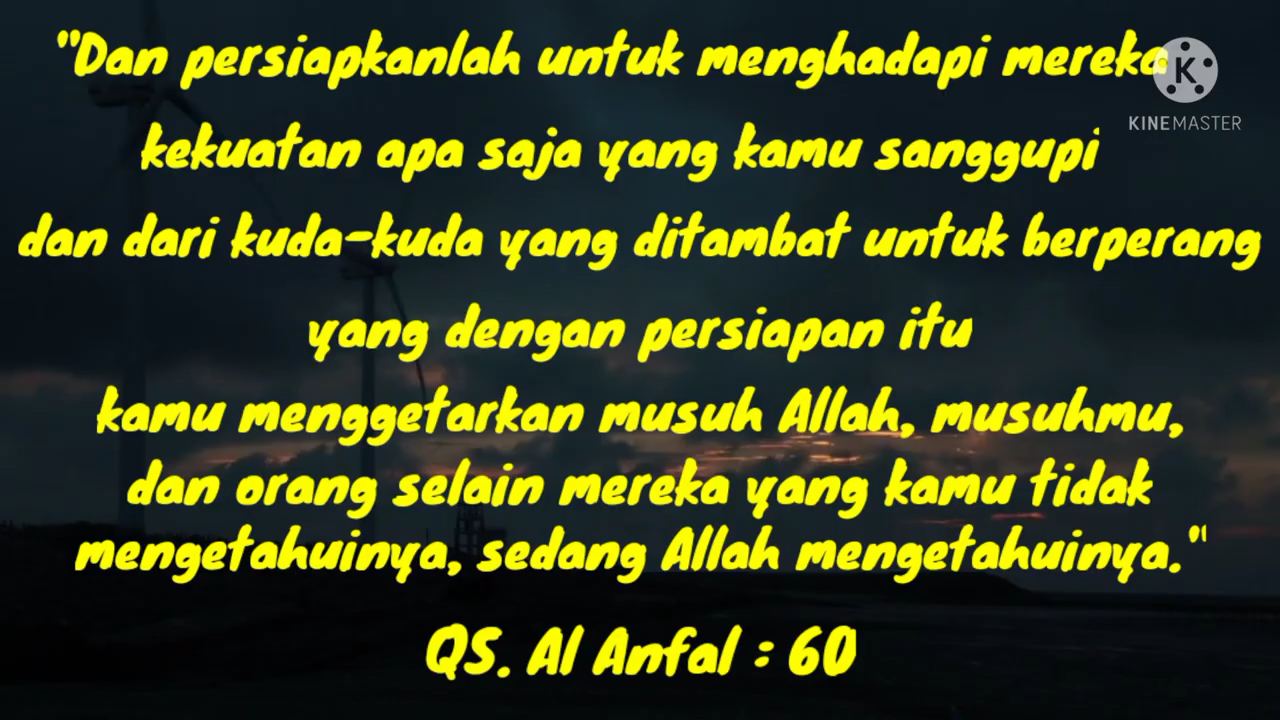 "Dan persiapkanlah untuk menghadapi mereka
KINEMASTER
kekuatan apa saja yang kamu sanggupi
dan dari kuda-kuda yang ditambat untuk berperang
yang dengan persiapan itu
kamu menggetarkan musuh Allah, musuhmu,
dan orang selain mereka yang kamu tidak
mengetahuinya, sedang Allah mengetahuinya."
QS. Al Anfal : 60